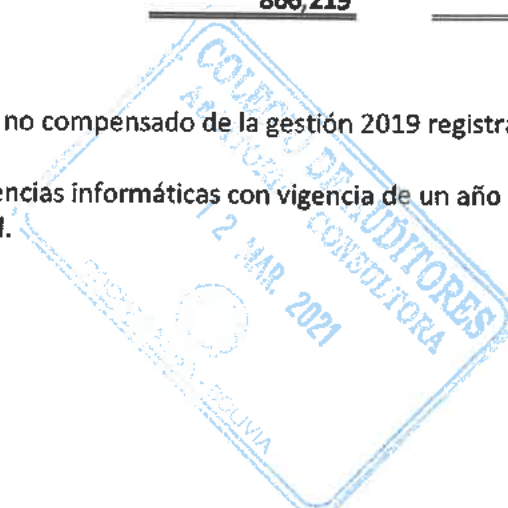 866,219
no compensado de la gestión 2019 registra
encias informáticas con vigencia de un año
l.
COLEGIO DE AUDITORES
CONSULTORA
12 MAR. 2021
BOLIVIA